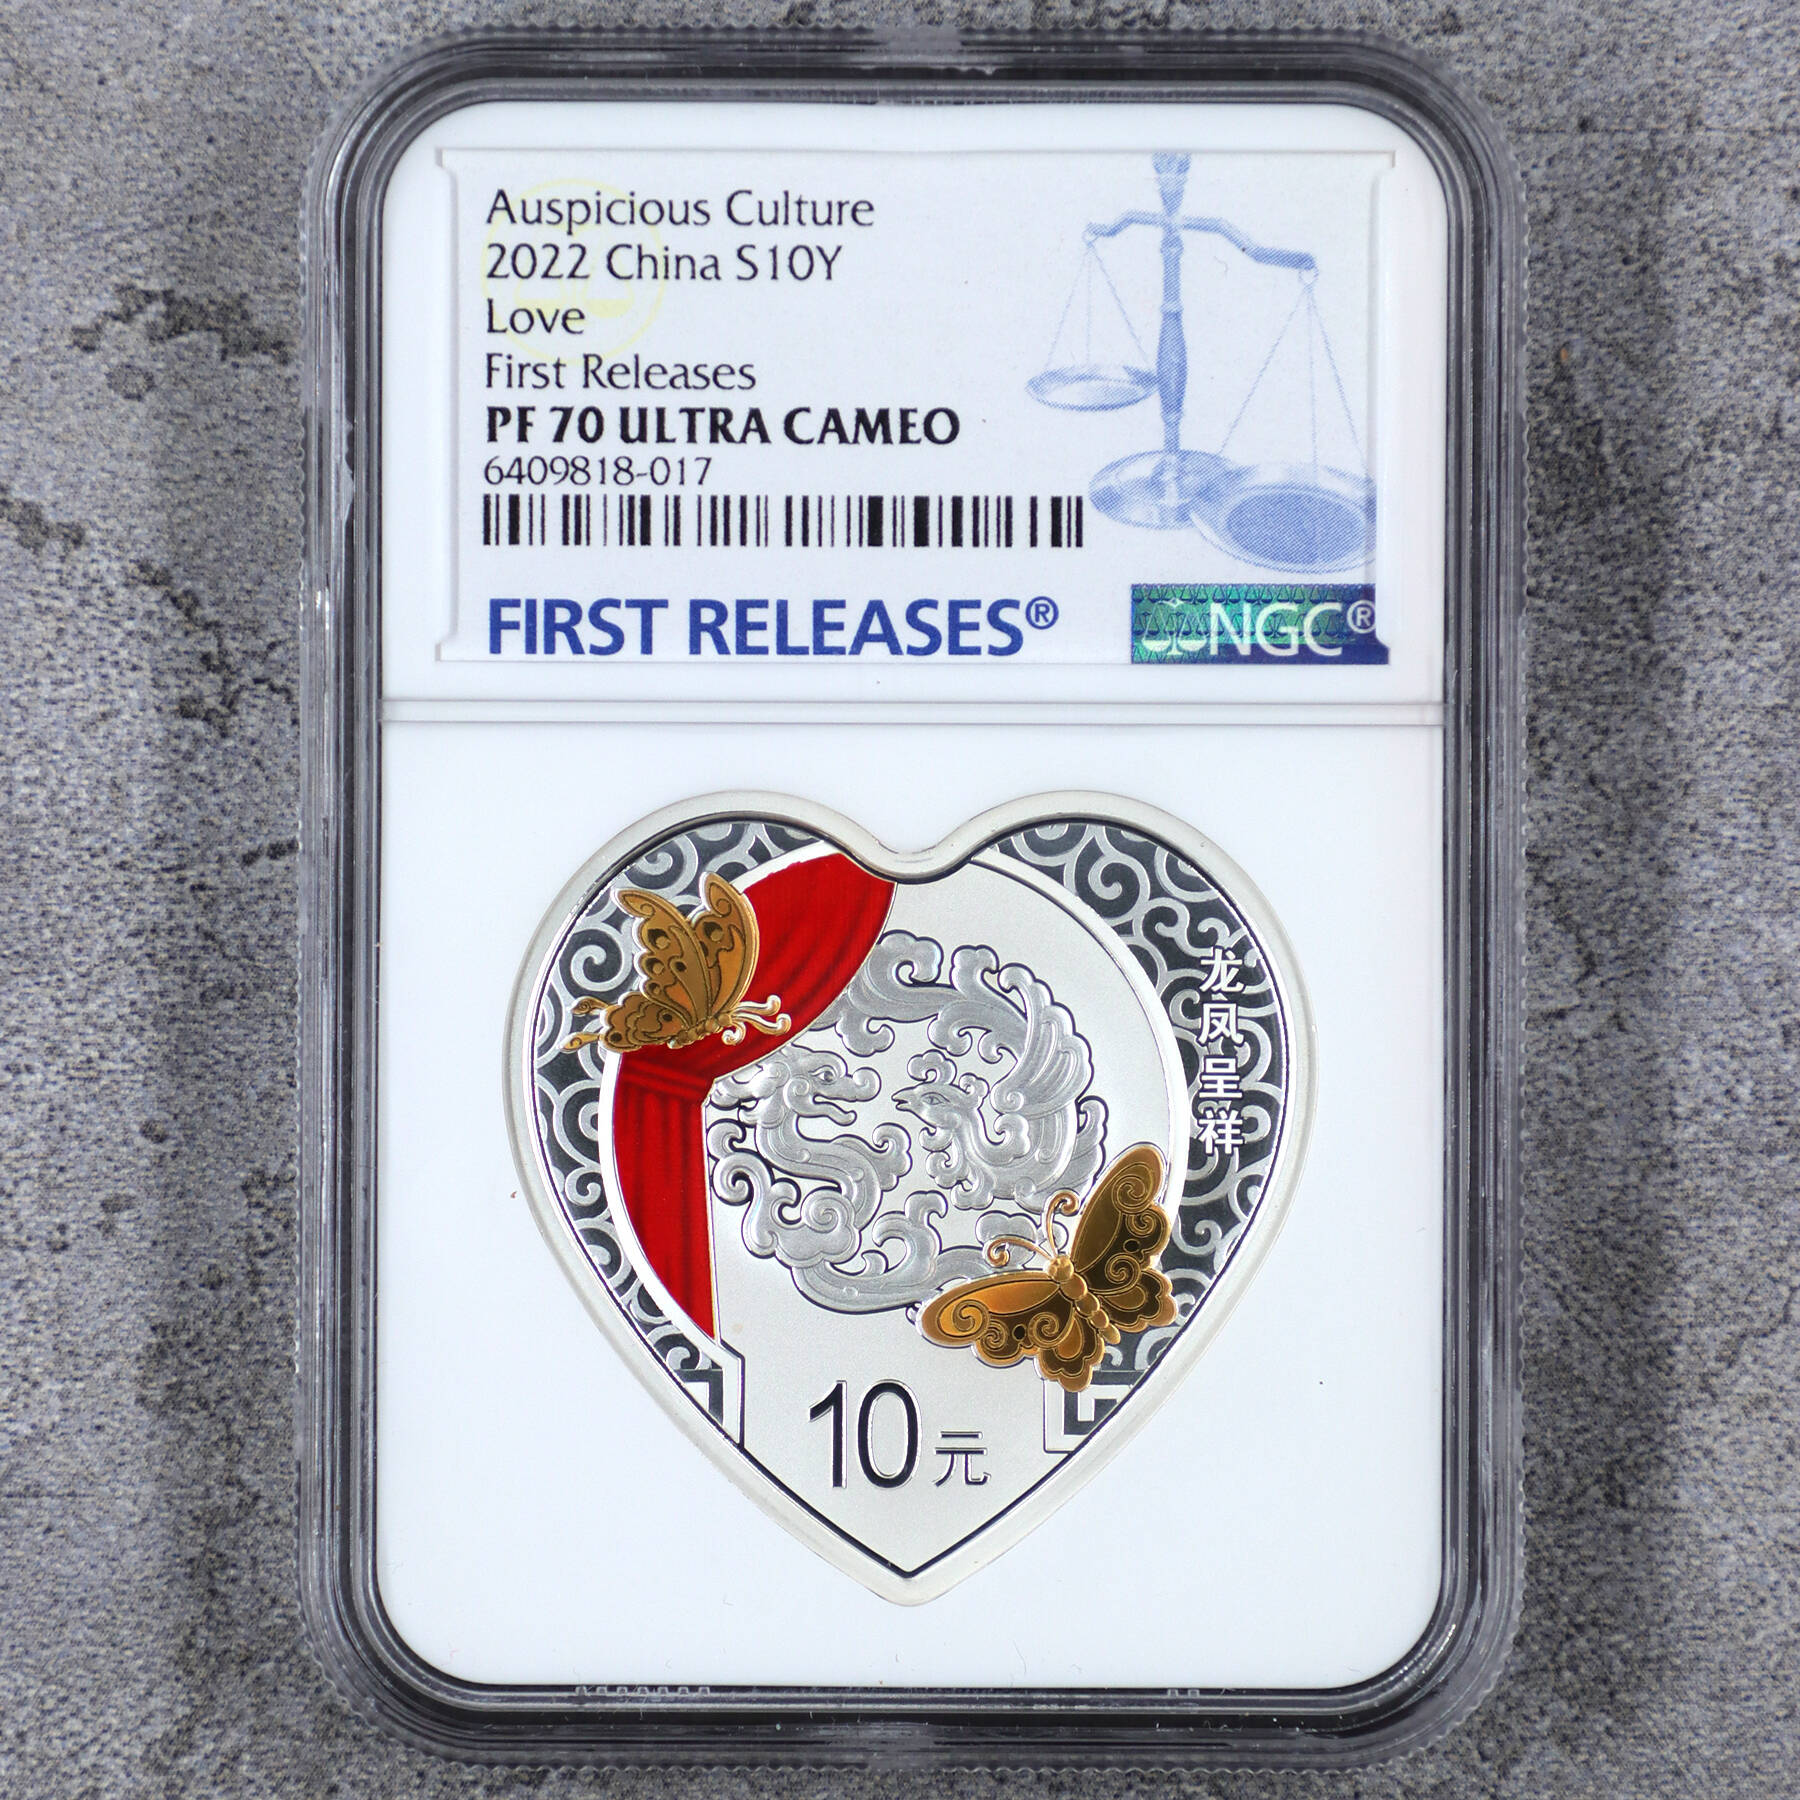 Auspicious Culture
2022 China S10Y
Love
First Releases
PF 70 ULTRA CAMEO
6409818-017
FIRST RELEASES®
NGC®
龙凤呈祥
10元